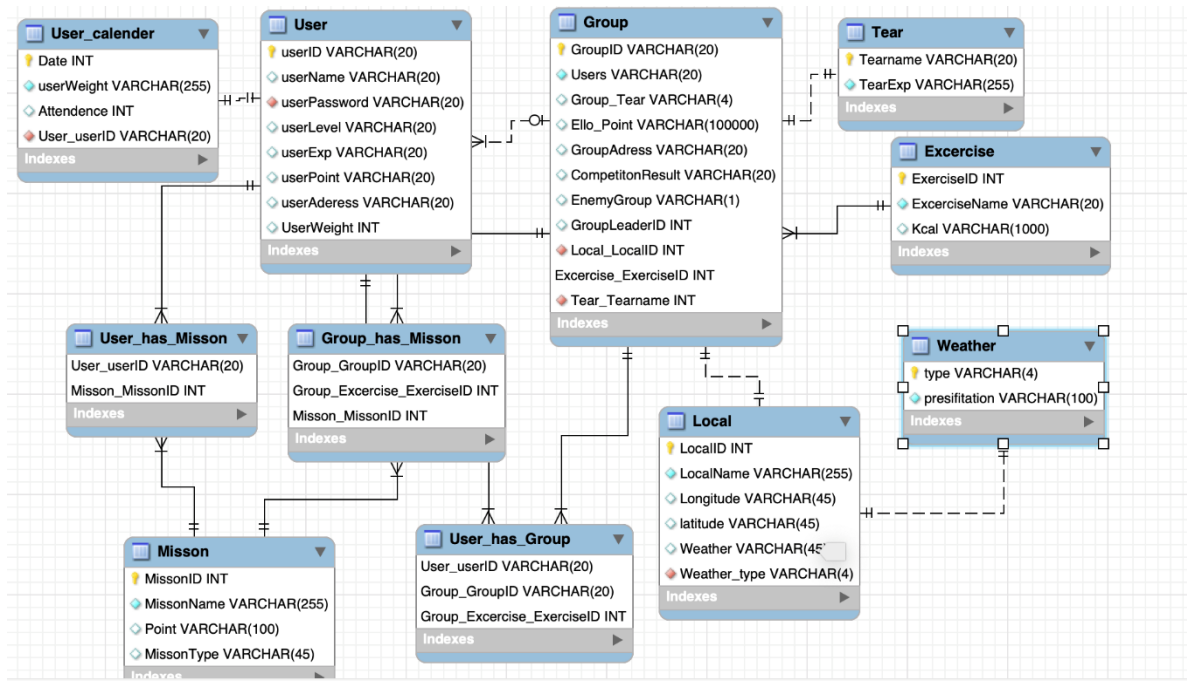 User_calender
Date INT
userWeight VARCHAR(255)
Attendence INT
User_userID VARCHAR(20)
Indexes
User
userID VARCHAR(20)
userName VARCHAR(20)
userPassword VARCHAR(20)
userLevel VARCHAR(20)
userExp VARCHAR(20)
userPoint VARCHAR(20)
userAderess VARCHAR(20)
UserWeight INT
Indexes
Group
GroupID VARCHAR(20)
Users VARCHAR(20)
Group_Tear VARCHAR(4)
Ello_Point VARCHAR(100000)
GroupAdress VARCHAR(20)
CompetitonResult VARCHAR(20)
EnemyGroup VARCHAR(1)
GroupLeaderID INT
Local_LocalID INT
Excercise_ExerciseID INT
Tear_Tearname INT
Indexes
Tear
Tearname VARCHAR(20)
TearExp VARCHAR(255)
Indexes
Excercise
ExerciseID INT
ExcerciseName VARCHAR(20)
Kcal VARCHAR(1000)
Indexes
User_has_Misson
User_userID VARCHAR(20)
Misson_MissonID INT
Indexes
Group_has_Misson
Group_GroupID VARCHAR(20)
Group_Excercise_ExerciseID INT
Misson_MissonID INT
Indexes
Weather
type VARCHAR(4)
presifitation VARCHAR(100)
Indexes
Local
LocalID INT
LocalName VARCHAR(255)
Longitude VARCHAR(45)
latitude VARCHAR(45)
Weather VARCHAR(45
Weather_type VARCHAR(4)
Indexes
Misson
MissonID INT
MissonName VARCHAR(255)
Point VARCHAR(100)
MissonType VARCHAR(45)
Indexes
User_has_Group
User_userID VARCHAR(20)
Group_GroupID VARCHAR(20)
Group_Excercise_ExerciseID INT
Indexes